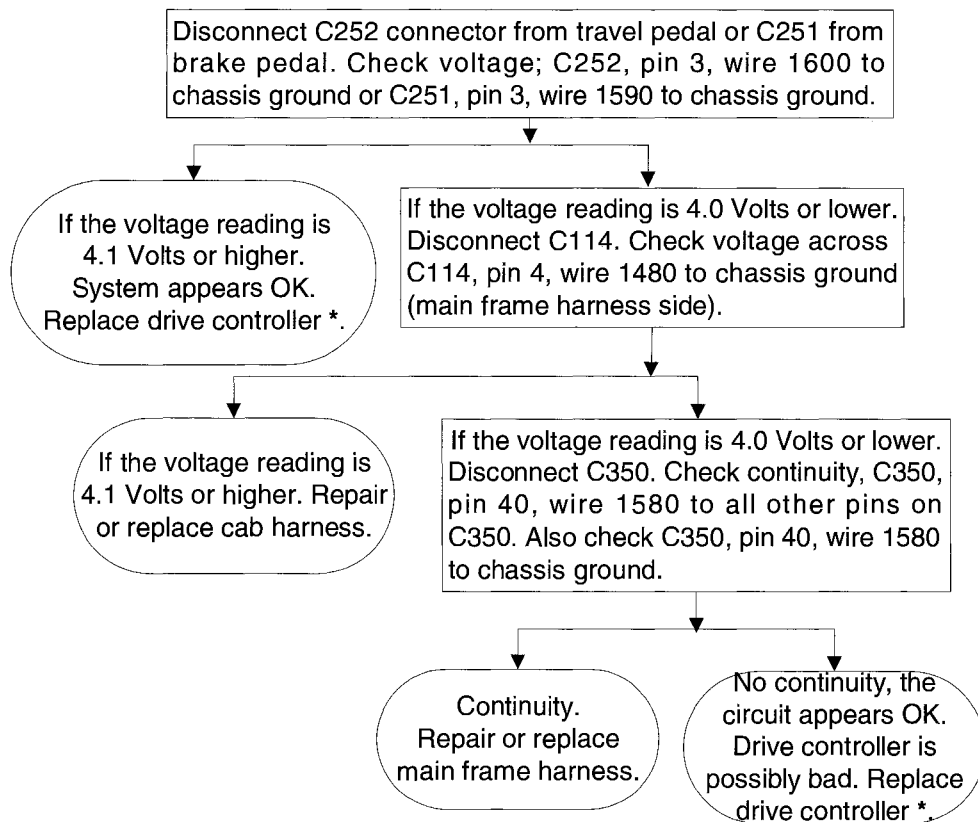 Disconnect C252 connector from travel pedal or C251 from
brake pedal. Check voltage; C252, pin 3, wire 1600 to
chassis ground or C251, pin 3, wire 1590 to chassis ground.
If the voltage reading is
4.1 Volts or higher.
System appears OK.
Replace drive controller *.
If the voltage reading is 4.0 Volts or lower.
Disconnect C114. Check voltage across
C114, pin 4, wire 1480 to chassis ground
(main frame harness side).
If the voltage reading is
4.1 Volts or higher. Repair
or replace cab harness.
If the voltage reading is 4.0 Volts or lower.
Disconnect C350. Check continuity, C350,
pin 40, wire 1580 to all other pins on
C350. Also check C350, pin 40, wire 1580
to chassis ground.
Continuity.
Repair or replace
main frame harness.
No continuity, the
circuit appears OK.
Drive controller is
possibly bad. Replace
drive controller *.